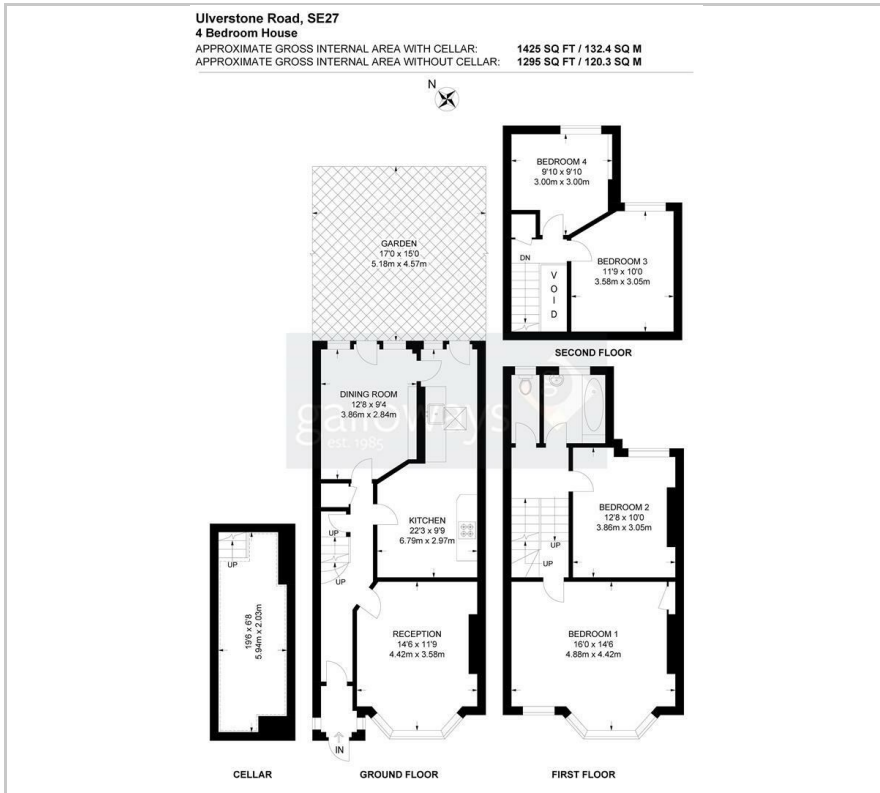 Ulverstone Road, SE27
4 Bedroom House
APPROXIMATE GROSS INTERNAL AREA WITH CELLAR: 1425 SQ FT / 132.4 SQ M
APPROXIMATE GROSS INTERNAL AREA WITHOUT CELLAR: 1295 SQ FT / 120.3 SQ M
N
BEDROOM 4
9'10 x 9'10
3.00m x 3.00m
GARDEN
17'0 x 15'0
5.18m x 4.57m
DN
VOID
BEDROOM 3
11'9 x 10'0
3.58m x 3.05m
SECOND FLOOR
DINING ROOM
12'8 x 9'4
3.86m x 2.84m
galloways
est. 1985
KITCHEN
22'3 x 9'9
6.79m x 2.97m
UP
UP
RECEPTION
14'6 x 11'9
4.42m x 3.58m
IN
GROUND FLOOR
UP
19'6 x 6'8
5.94m x 2.03m
CELLAR
BEDROOM 2
12'8 x 10'0
3.86m x 3.05m
UP
UP
BEDROOM 1
16'0 x 14'6
4.88m x 4.42m
FIRST FLOOR